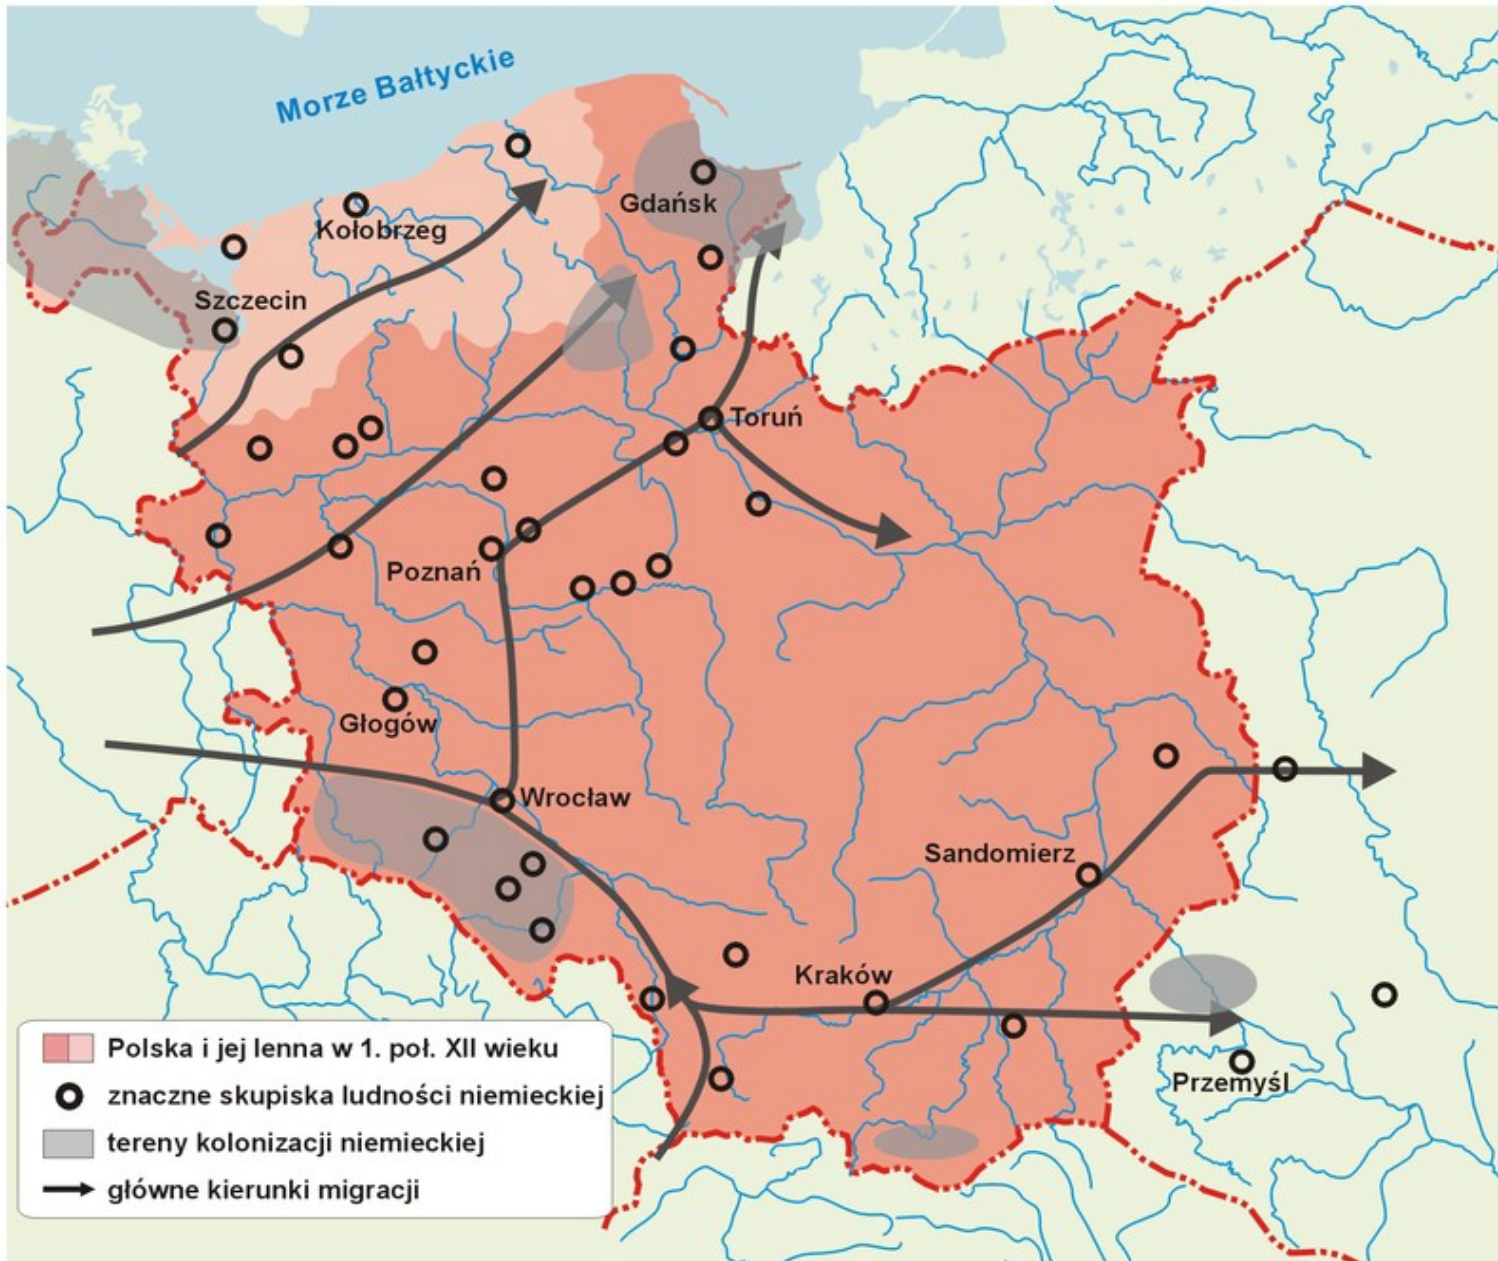 Morze Bałtyckie
Gdańsk
Kołobrzeg
Szczecin
Toruń
Poznań
Głogów
Wrocław
Sandomierz
Kraków
Przemyśl
Polska i jej lenna w 1. poł. XII wieku
znaczne skupiska ludności niemieckiej
tereny kolonizacji niemieckiej
główne kierunki migracji